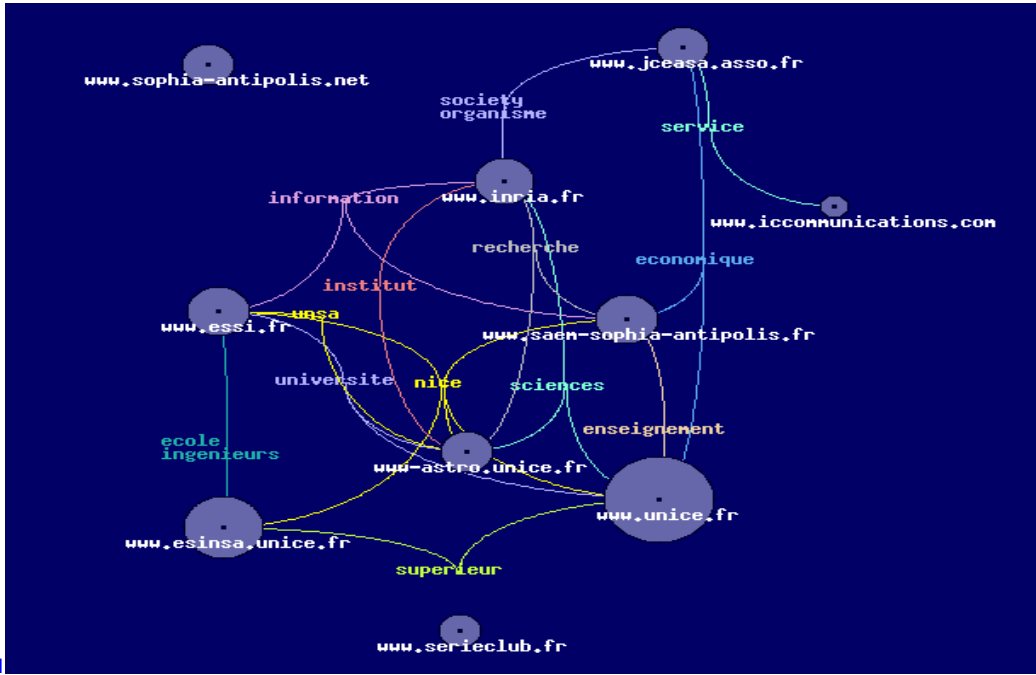 www.jceasa.asso.fr
www.sophia-antipolis.net
society
organisme
service
information
www.inria.fr
www.iccommunications.com
recherche
economique
institut
unsa
www.essi.fr
www.saem-sophia-antipolis.fr
universite
nice
sciences
enseignement
ecole
ingenieurs
www-astro.unice.fr
www.unice.fr
www.esinsa.unice.fr
superieur
www.serieclub.fr